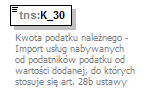 tns:K_30
Kwota podatku należnego -
Import usług nabywanych
od podatników podatku od
wartości dodanej, do których
stosuje się art. 28b ustawy